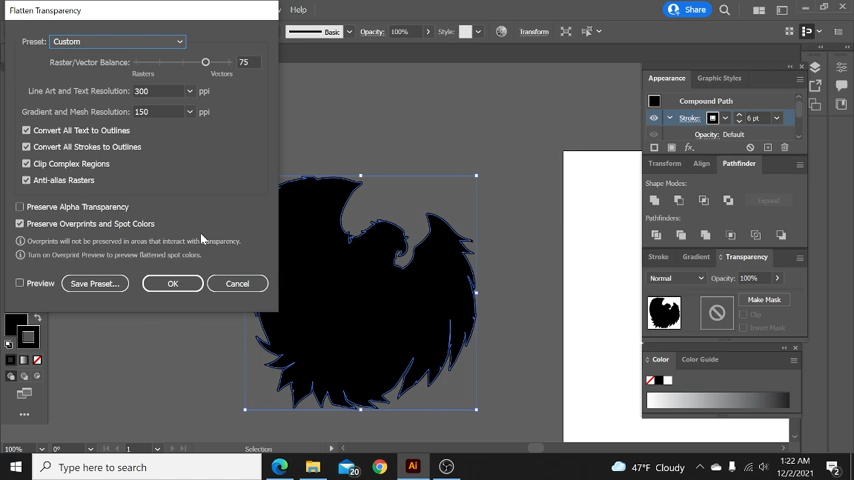 Flatten Transparency
Help
Share
Preset: Custom
Raster/Vector Balance: 75
Rasters Vectors
Line Art and Text Resolution: 300 ppi
Gradient and Mesh Resolution: 150 ppi
Convert All Text to Outlines
Convert All Strokes to Outlines
Clip Complex Regions
Anti-alias Rasters
Preserve Alpha Transparency
Preserve Overprints and Spot Colors
Overprints will not be preserved in areas that interact with transparency.
Turn on Overprint Preview to preview flattened spot colors.
Preview Save Preset... OK Cancel
Basic Opacity: 100% Style: Transform
Appearance Graphic Styles
Compound Path
Stroke: 6 pt
Opacity: Default
fx
Transform Align Pathfinder
Shape Modes:
Expand
Pathfinders:
Stroke Gradient Transparency
Normal Opacity: 100%
Make Mask
Clip
Invert Mask
Color Color Guide
100% 0° 1 Selection
Type here to search
20
Ai
47°F Cloudy
1:22 AM
12/2/2021
2